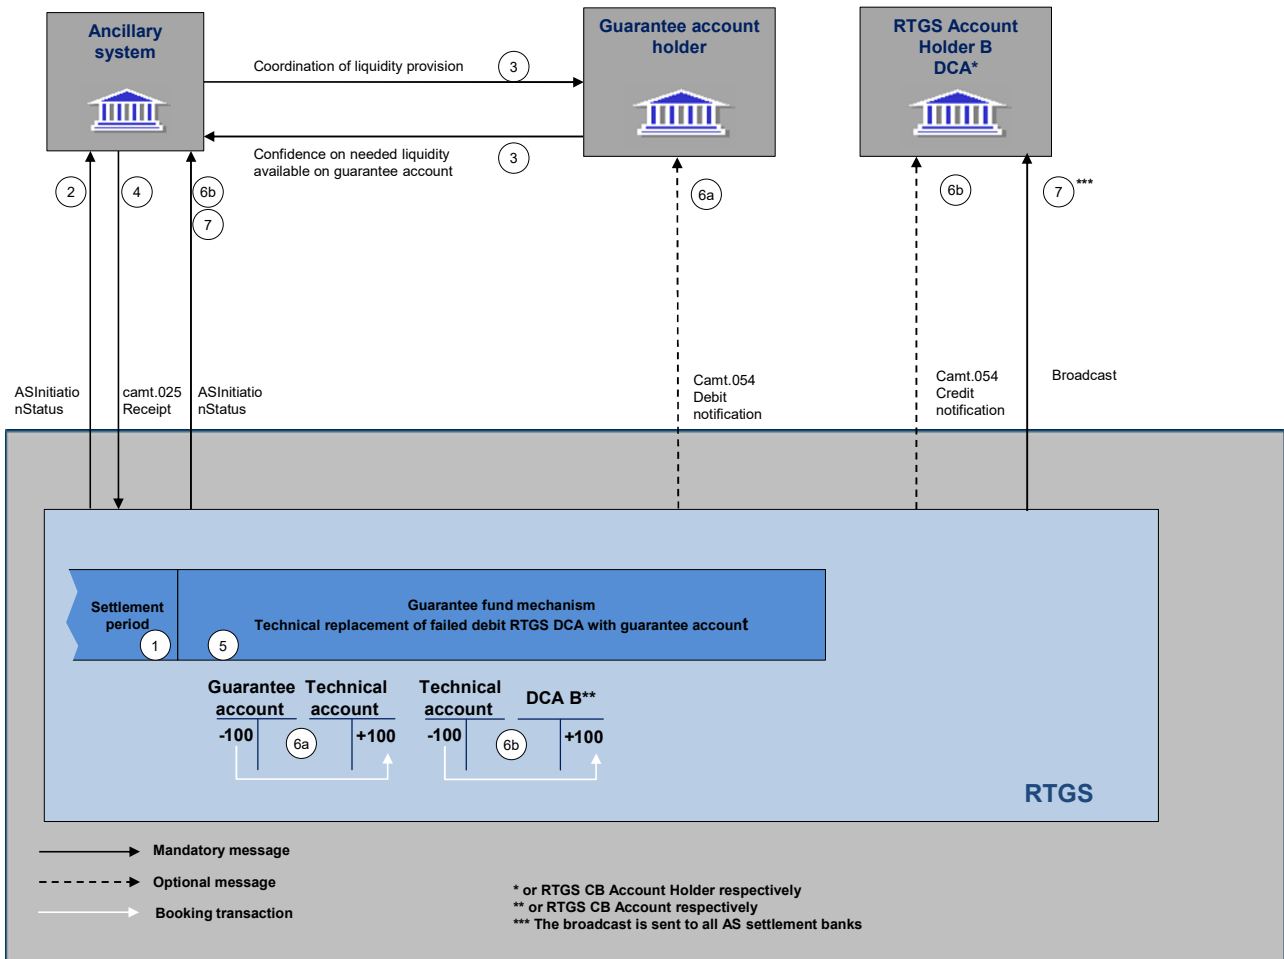 Ancillary
system
Guarantee account
holder
RTGS Account
Holder B
DCA*
Coordination of liquidity provision
3
Confidence on needed liquidity
available on guarantee account
3
2
4
6b
7
6a
6b
7
***
ASInitiatio
nStatus
camt.025
Receipt
ASInitiatio
nStatus
Camt.054
Debit
notification
Camt.054
Credit
notification
Broadcast
Settlement
period
1
5
Guarantee fund mechanism
Technical replacement of failed debit RTGS DCA with guarantee account
Guarantee
account
Technical
account
Technical
account
DCA B**
-100
6a
+100
-100
6b
+100
RTGS
Mandatory message
Optional message
Booking transaction
* or RTGS CB Account Holder respectively
** or RTGS CB Account respectively
*** The broadcast is sent to all AS settlement banks